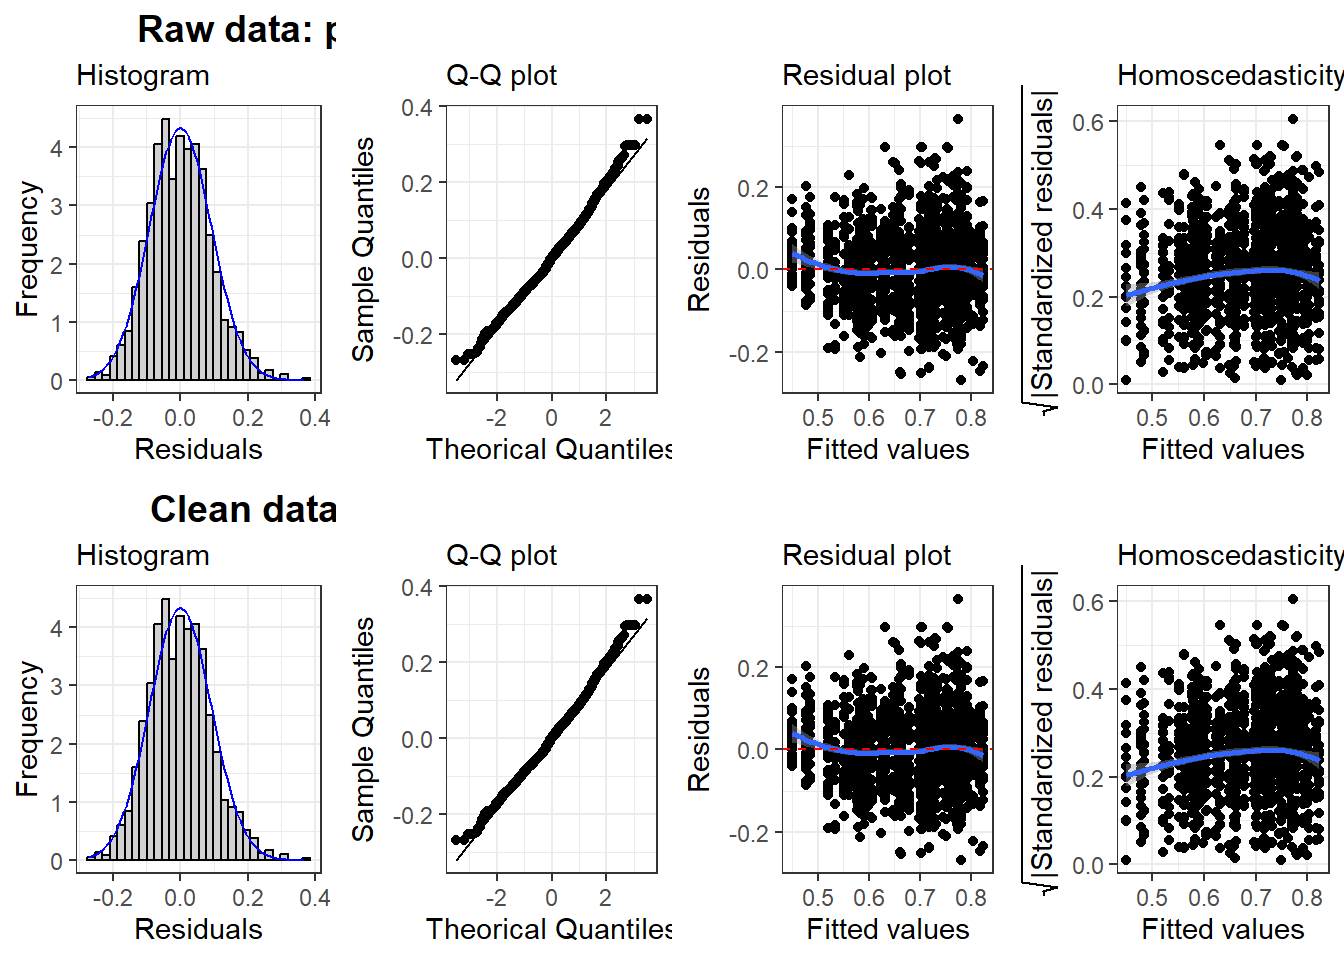 Raw data: p
Histogram
Q-Q plot
Residual plot
Homoscedasticity
Frequency
4
3
2
1
0
-0.2 0.0 0.2 0.4
Residuals
Sample Quantiles
0.4
0.2
0.0
-0.2
-2 0 2
Theorical Quantiles
Residuals
0.2
0.0
-0.2
0.5 0.6 0.7 0.8
Fitted values
√|Standardized residuals|
0.6
0.4
0.2
0.0
0.5 0.6 0.7 0.8
Fitted values
Clean data
Histogram
Q-Q plot
Residual plot
Homoscedasticity
Frequency
4
3
2
1
0
-0.2 0.0 0.2 0.4
Residuals
Sample Quantiles
0.4
0.2
0.0
-0.2
-2 0 2
Theorical Quantiles
Residuals
0.2
0.0
-0.2
0.5 0.6 0.7 0.8
Fitted values
√|Standardized residuals|
0.6
0.4
0.2
0.0
0.5 0.6 0.7 0.8
Fitted values